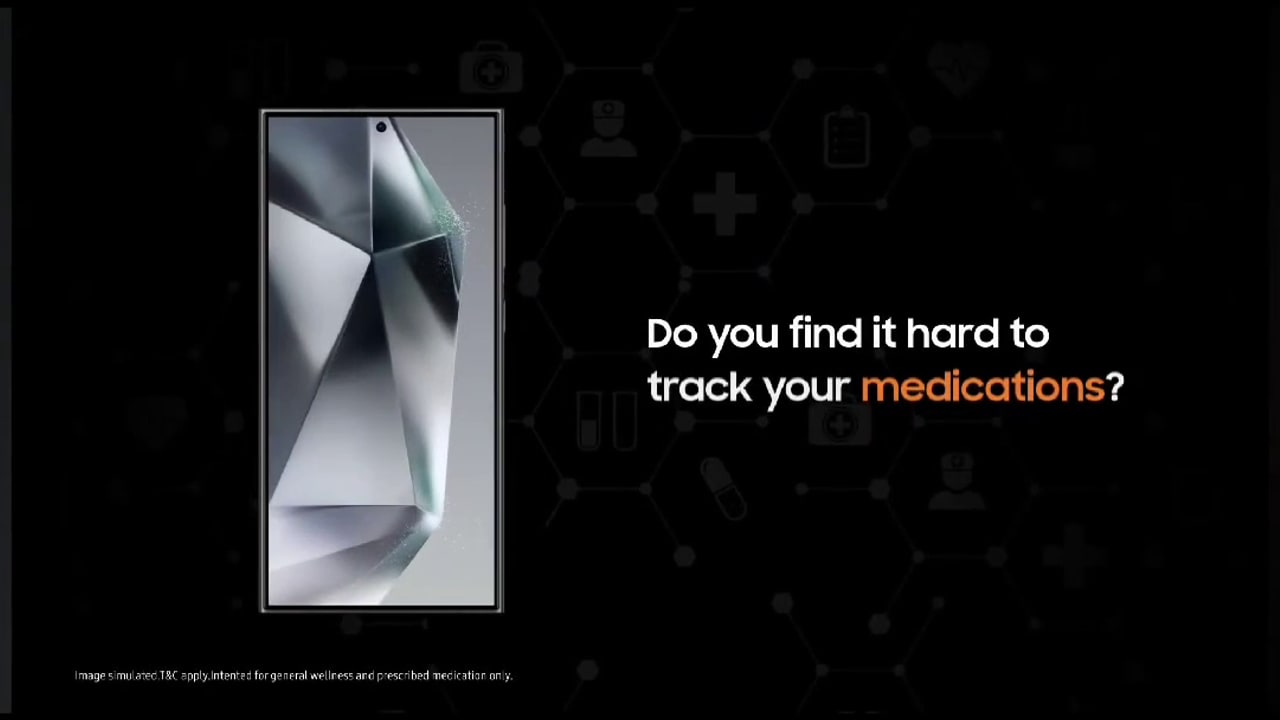 Do you find it hard to
track your medications?
Image simulated.T&C apply.Intented for general wellness and prescribed medication only.